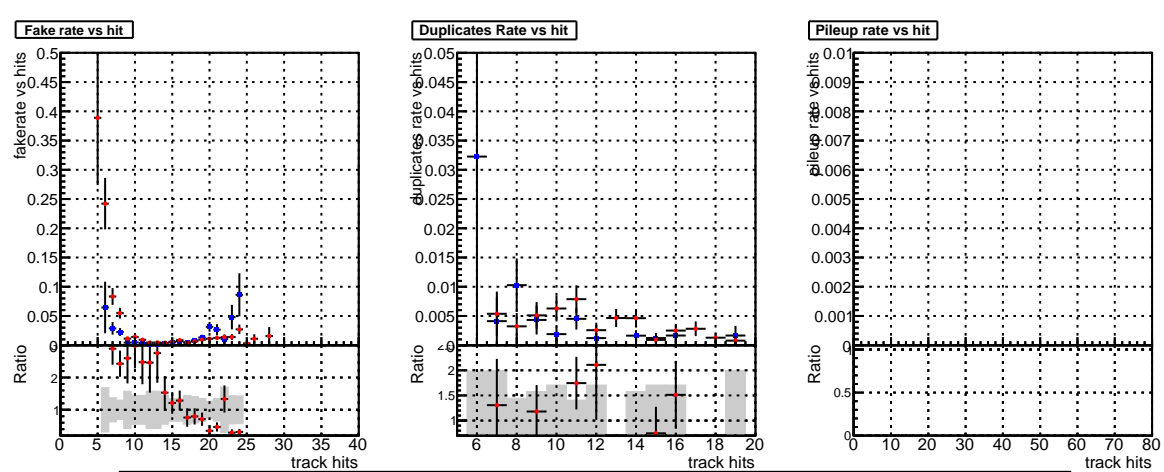 Fake rate vs hit
fakerate vs hits
0.5
0.45
0.4
0.35
0.3
0.25
0.2
0.15
0.1
0.05
0
Ratio
2
1
0 5 10 15 20 25 30 35 40
track hits
Duplicates Rate vs hit
duplicates rate vs hits
0.05
0.045
0.04
0.035
0.03
0.025
0.02
0.015
0.01
0.005
0
Ratio
2
1.5
1
6 8 10 12 14 16 18 20
track hits
Pileup rate vs hit
pileup rate vs hits
0.01
0.009
0.008
0.007
0.006
0.005
0.004
0.003
0.002
0.001
0
Ratio
1
0.5
0
0 10 20 30 40 50 60 70 80
track hits